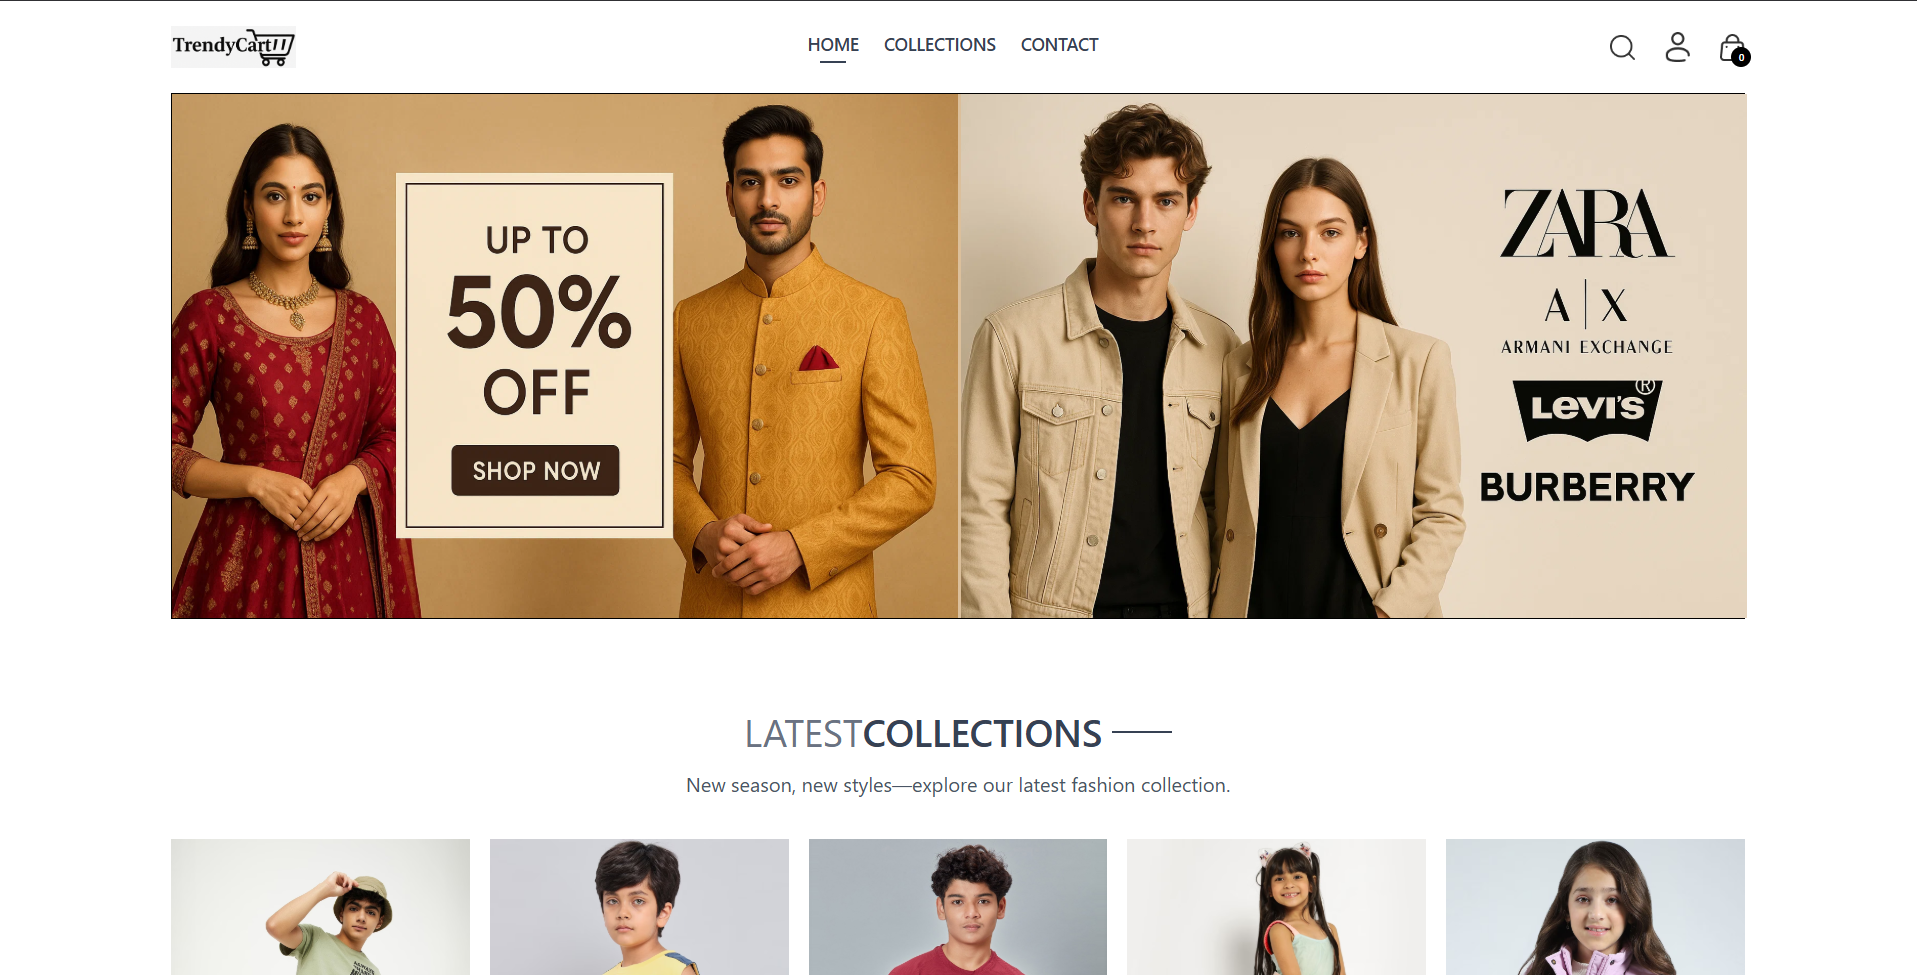 TrendyCart
HOME COLLECTIONS CONTACT
0
UP TO
50%
OFF
SHOP NOW
ZARA
A|X
ARMANI EXCHANGE
LEVI'S ®
BURBERRY
LATESTCOLLECTIONS
New season, new styles—explore our latest fashion collection.